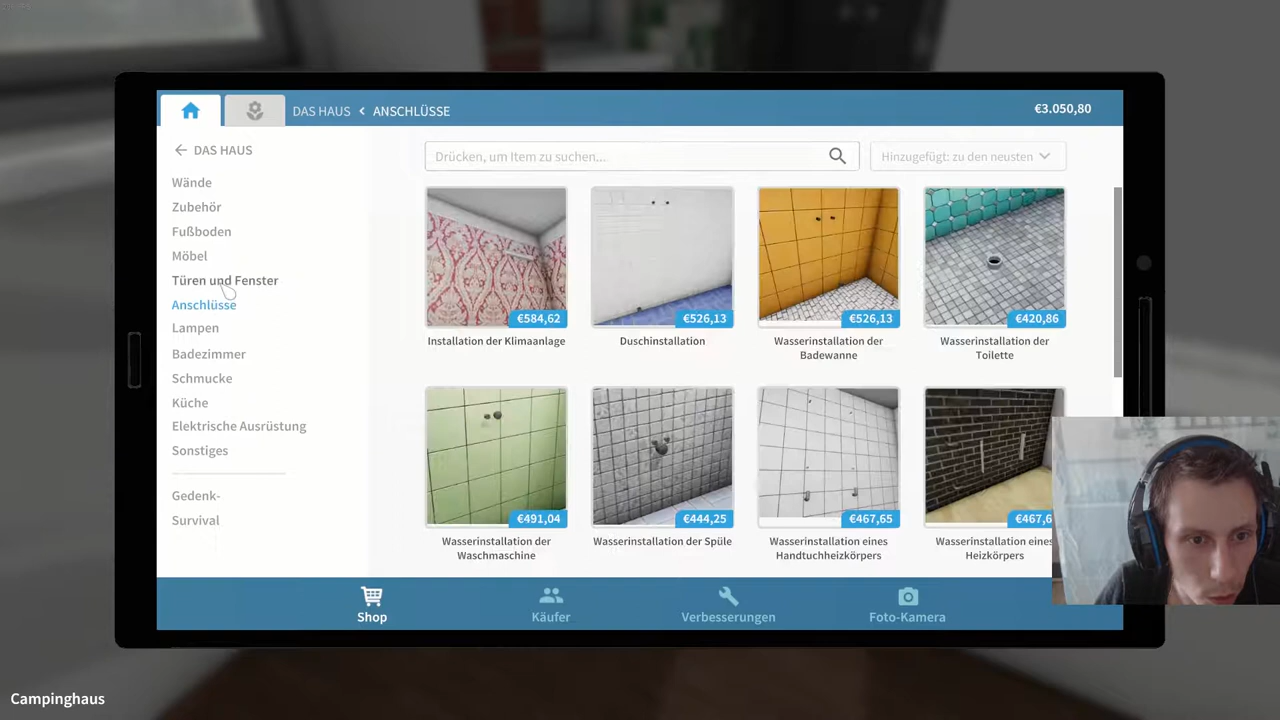 DAS HAUS < ANSCHLÜSSE
€3.050,80
← DAS HAUS
Drücken, um Item zu suchen...
Hinzugefügt: zu den neusten
Wände
Zubehör
Fußboden
Möbel
Türen und Fenster
Anschlüsse
Lampen
Badezimmer
Schmucke
Küche
Elektrische Ausrüstung
Sonstiges
Gedenk-
Survival
€584,62
€526,13
€526,13
€420,86
Installation der Klimaanlage
Duschinstallation
Wasserinstallation der
Badewanne
Wasserinstallation der
Toilette
€491,04
€444,25
€467,65
€467,6
Wasserinstallation der
Waschmaschine
Wasserinstallation der Spüle
Wasserinstallation eines
Handtuchheizkörpers
Wasserinstallation eines
Heizkörpers
Shop
Käufer
Verbesserungen
Foto-Kamera
Campinghaus